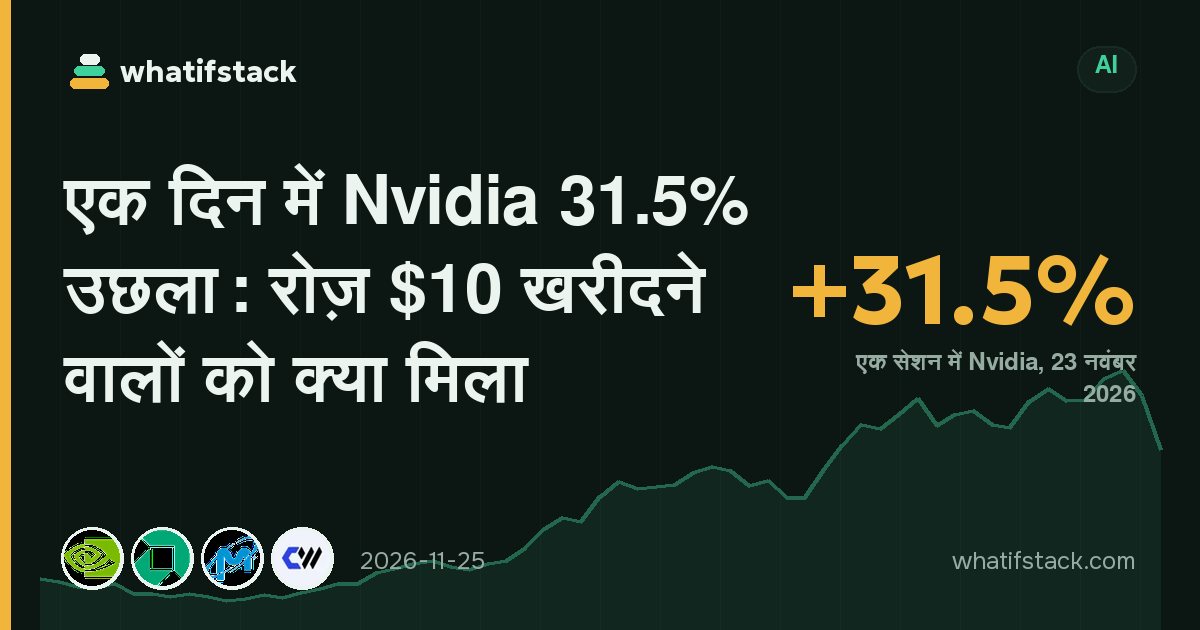 whatifstack
AI
एक दिन में Nvidia 31.5%
उछला : रोज़ $10 खरीदने
वालों को क्या मिला
+31.5%
एक सेशन में Nvidia, 23 नवंबर
2026
2026-11-25
whatifstack.com